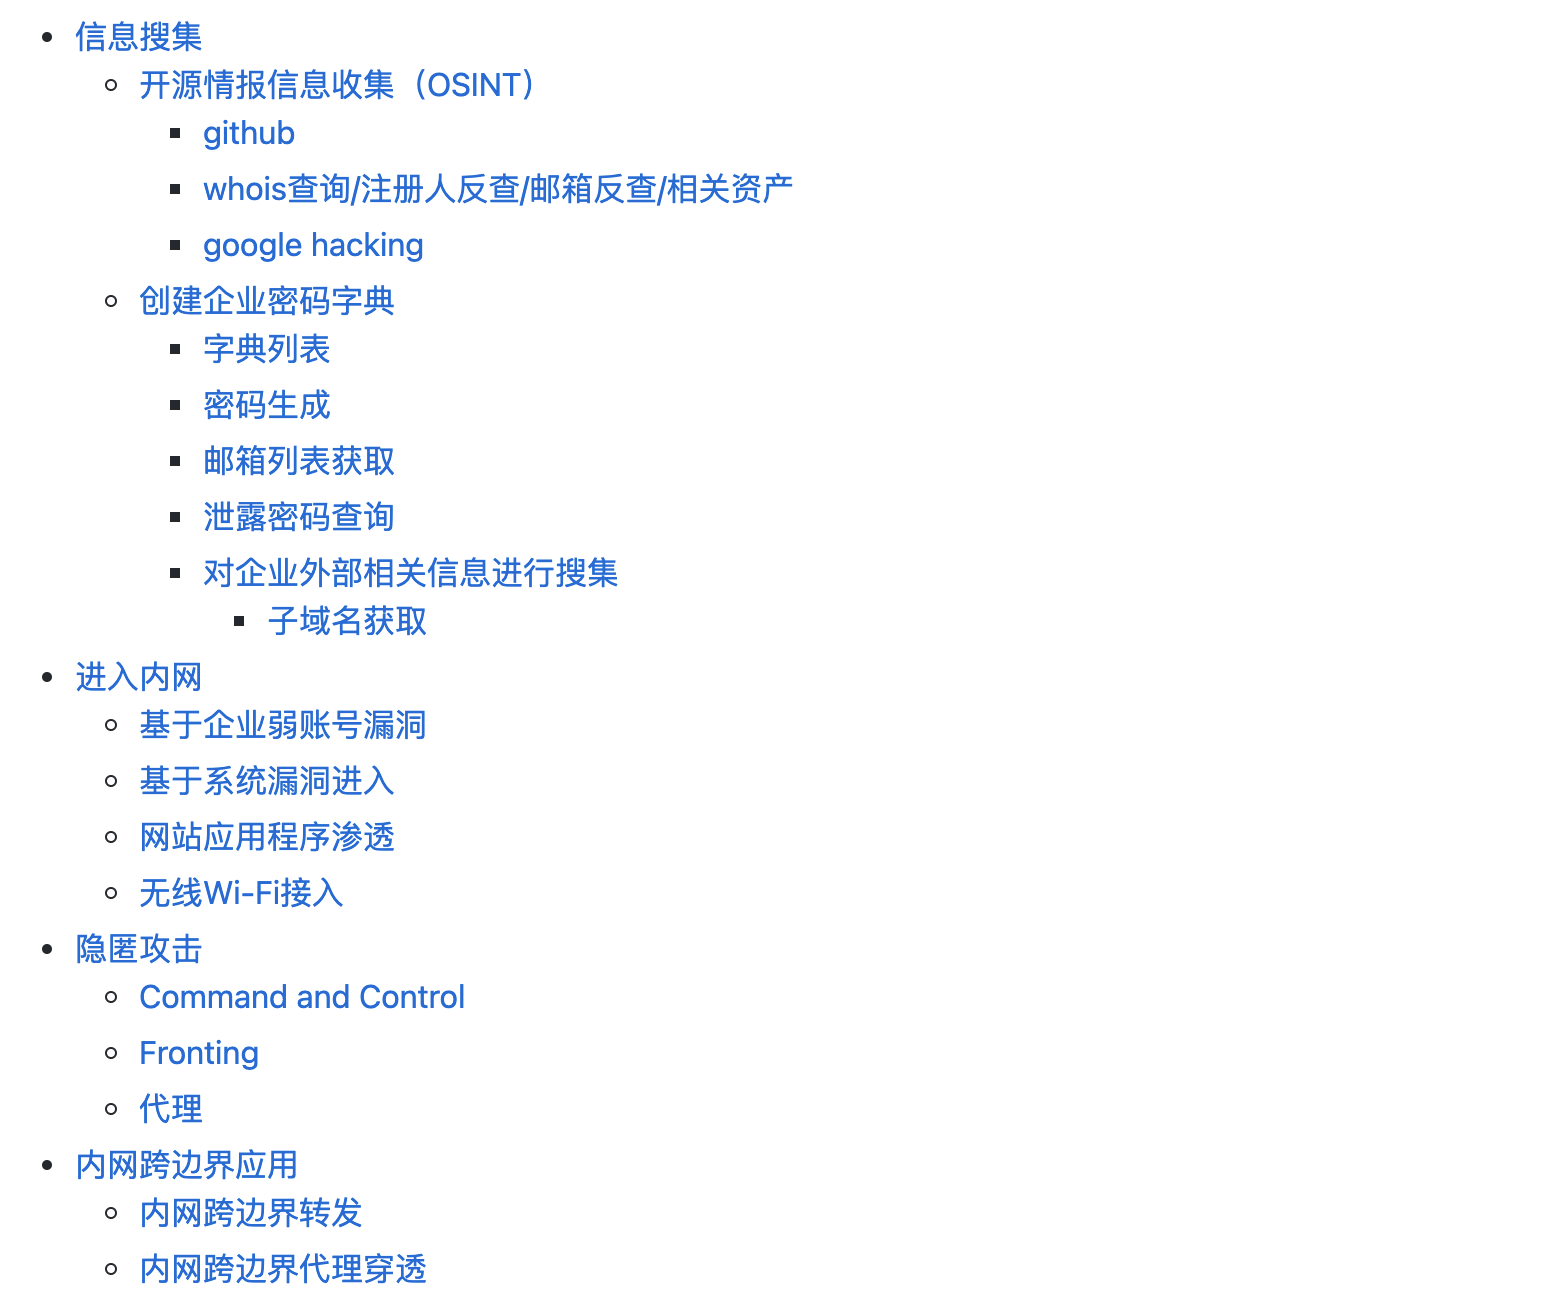 信息搜集
开源情报信息收集（OSINT）
github
whois查询/注册人反查/邮箱反查/相关资产
google hacking
创建企业密码字典
字典列表
密码生成
邮箱列表获取
泄露密码查询
对企业外部相关信息进行搜集
子域名获取
进入内网
基于企业弱账号漏洞
基于系统漏洞进入
网站应用程序渗透
无线Wi-Fi接入
隐匿攻击
Command and Control
Fronting
代理
内网跨边界应用
内网跨边界转发
内网跨边界代理穿透